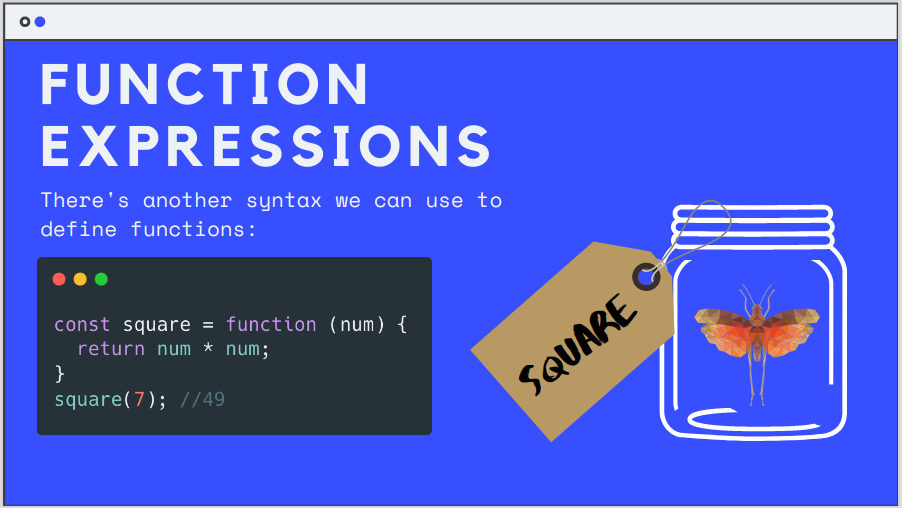 FUNCTION
EXPRESSIONS
There's another syntax we can use to
define functions:
const square = function (num) {
  return num * num;
}
square(7); //49
SQUARE